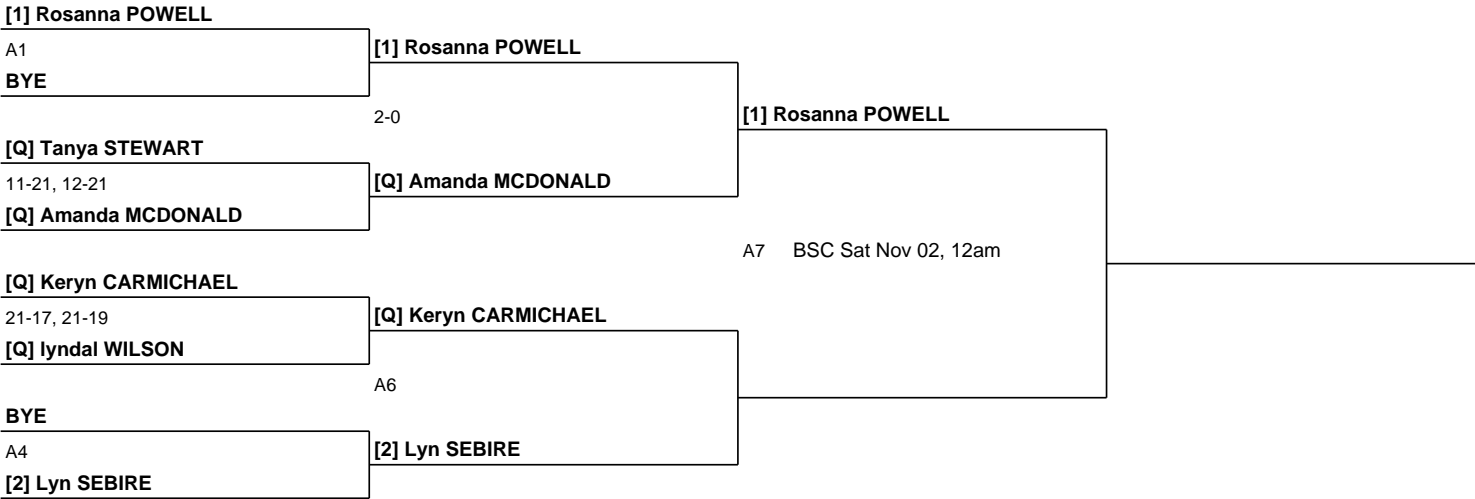 [1] Rosanna POWELL
A1
BYE
[1] Rosanna POWELL
2-0
[Q] Tanya STEWART
11-21, 12-21
[Q] Amanda MCDONALD
[Q] Amanda MCDONALD
[1] Rosanna POWELL
A7 BSC Sat Nov 02, 12am
[Q] Keryn CARMICHAEL
21-17, 21-19
[Q] lyndal WILSON
[Q] Keryn CARMICHAEL
A6
BYE
A4
[2] Lyn SEBIRE
[2] Lyn SEBIRE